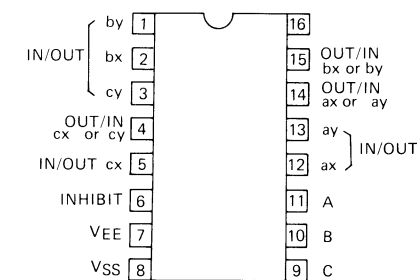 by 1
bx 2
IN/OUT
cy 3
OUT/IN
cx or cy 4
IN/OUT cx 5
INHIBIT 6
VEE 7
VSS 8
16
15 OUT/IN
bx or by
14 OUT/IN
ax or ay
13 ay
IN/OUT
12 ax
11 A
10 B
9 C